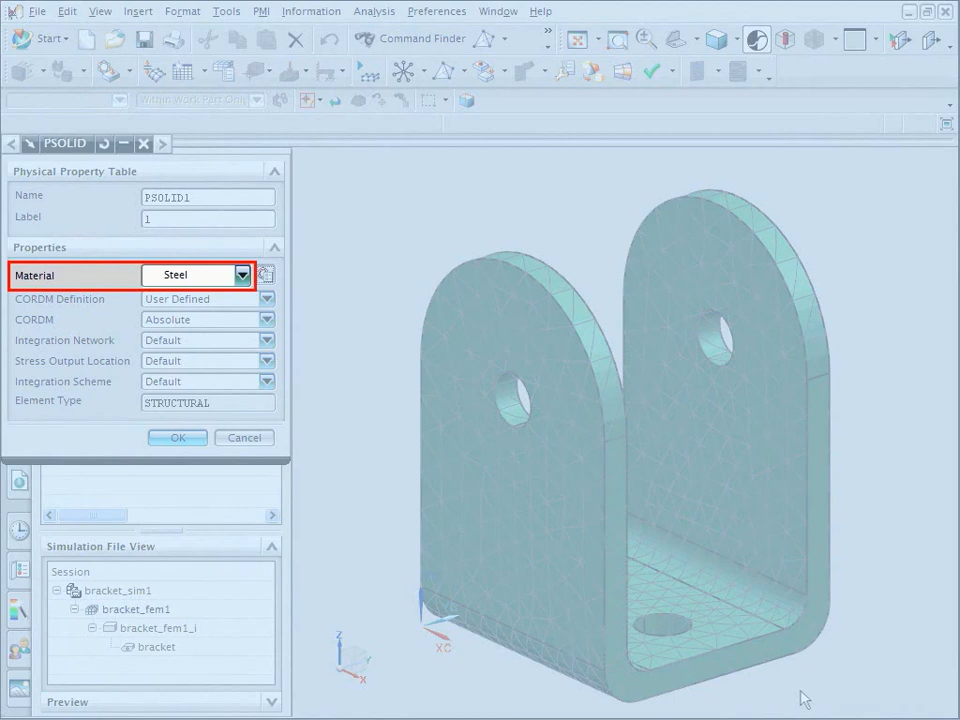 File Edit View Insert Format Tools PMI Information Analysis Preferences Window Help
Start Command Finder
Within Work Part Only
PSOLID
Physical Property Table
Name PSOLID1
Label 1
Properties
Material Steel
CORDM Definition User Defined
CORDM Absolute
Integration Network Default
Stress Output Location Default
Integration Scheme Default
Element Type STRUCTURAL
OK Cancel
Simulation File View
Session
bracket_sim1
bracket_fem1
bracket_fem1_i
bracket
Preview
Z
X
XC